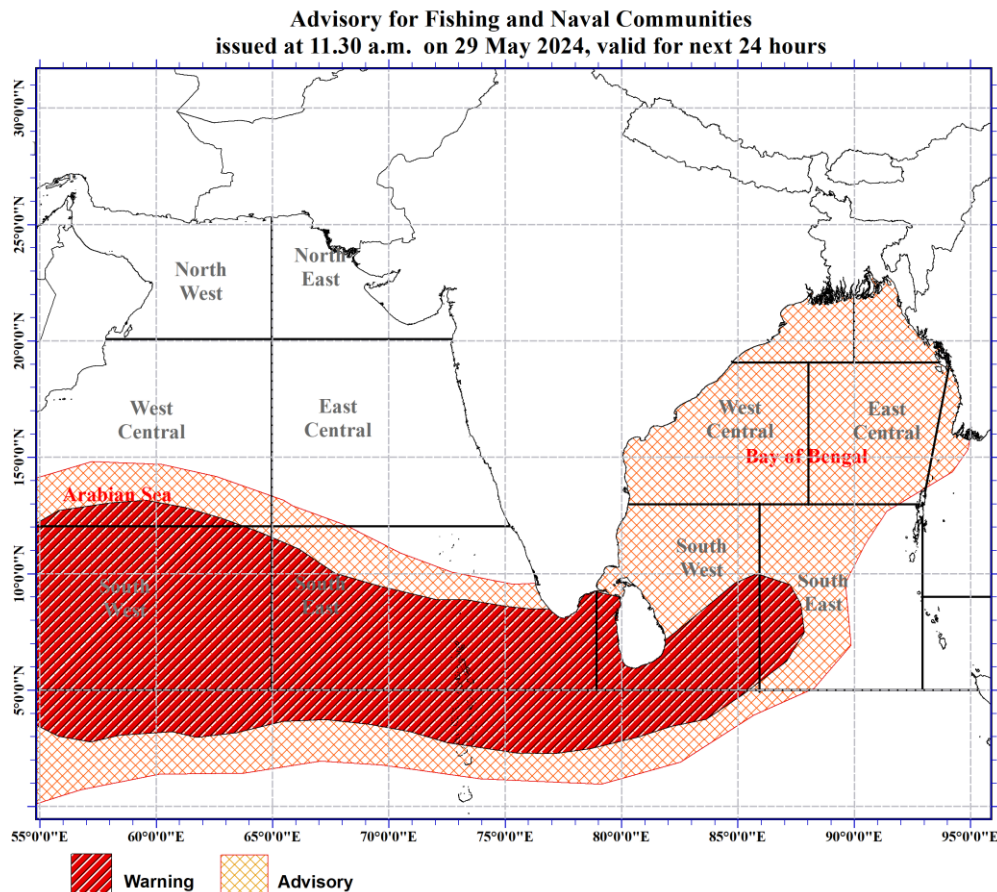 Advisory for Fishing and Naval Communities
issued at 11.30 a.m. on 29 May 2024, valid for next 24 hours
30°0'0"N
25°0'0"N
20°0'0"N
15°0'0"N
10°0'0"N
5°0'0"N
North
West
North
East
West
Central
East
Central
West
Central
East
Central
Bay of Bengal
Arabian Sea
South
West
South
East
South
West
South
East
55°0'0"E
60°0'0"E
65°0'0"E
70°0'0"E
75°0'0"E
80°0'0"E
85°0'0"E
90°0'0"E
95°0'0"E
Warning
Advisory